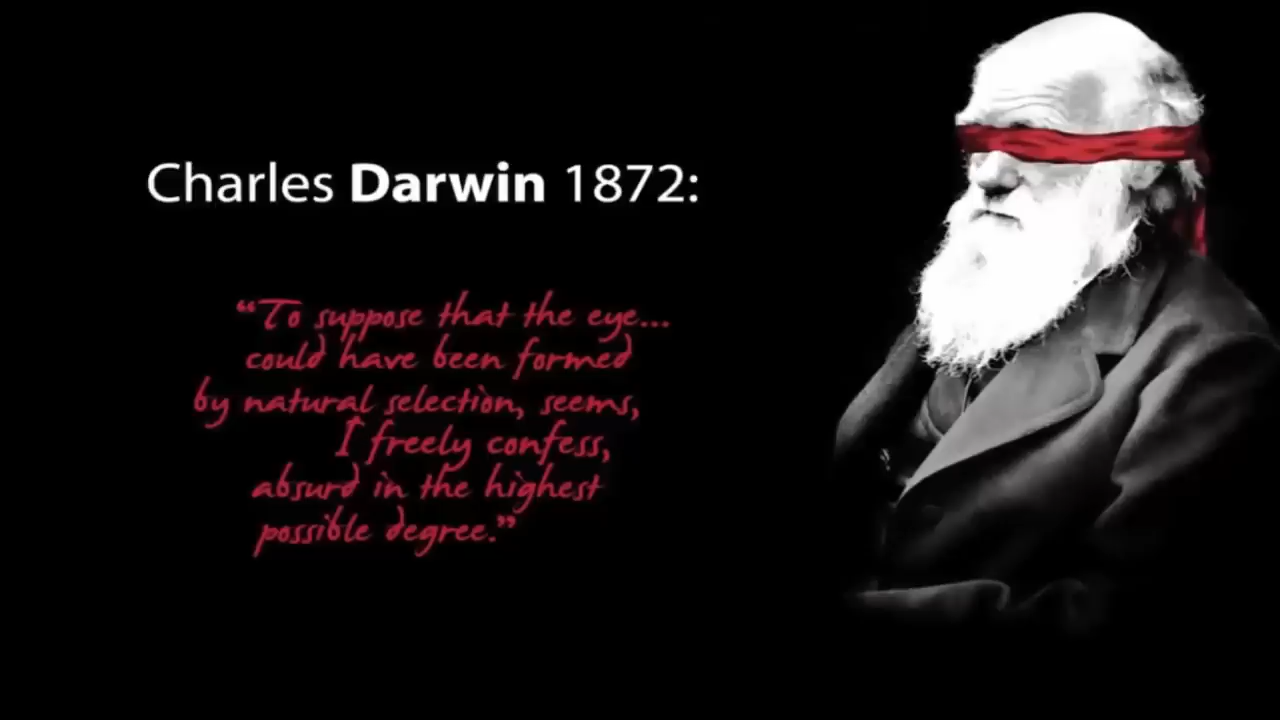 Charles Darwin 1872:
“To suppose that the eye...
could have been formed
by natural selection, seems,
I freely confess,
absurd in the highest
possible degree.”